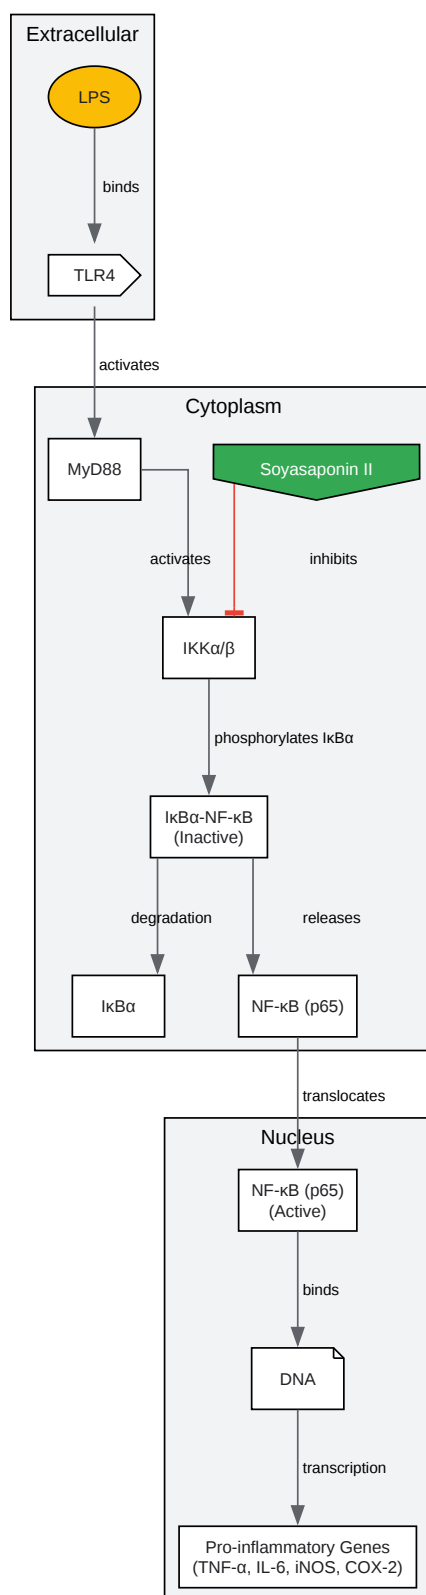 Extracellular
LPS
binds
TLR4
activates
Cytoplasm
MyD88
Soyasaponin II
activates
inhibits
IKKα/β
phosphorylates IκBα
IκBα-NF-κB
(Inactive)
degradation
releases
IκBα
NF-κB (p65)
translocates
Nucleus
NF-κB (p65)
(Active)
binds
DNA
transcription
Pro-inflammatory Genes
(TNF-α, IL-6, iNOS, COX-2)